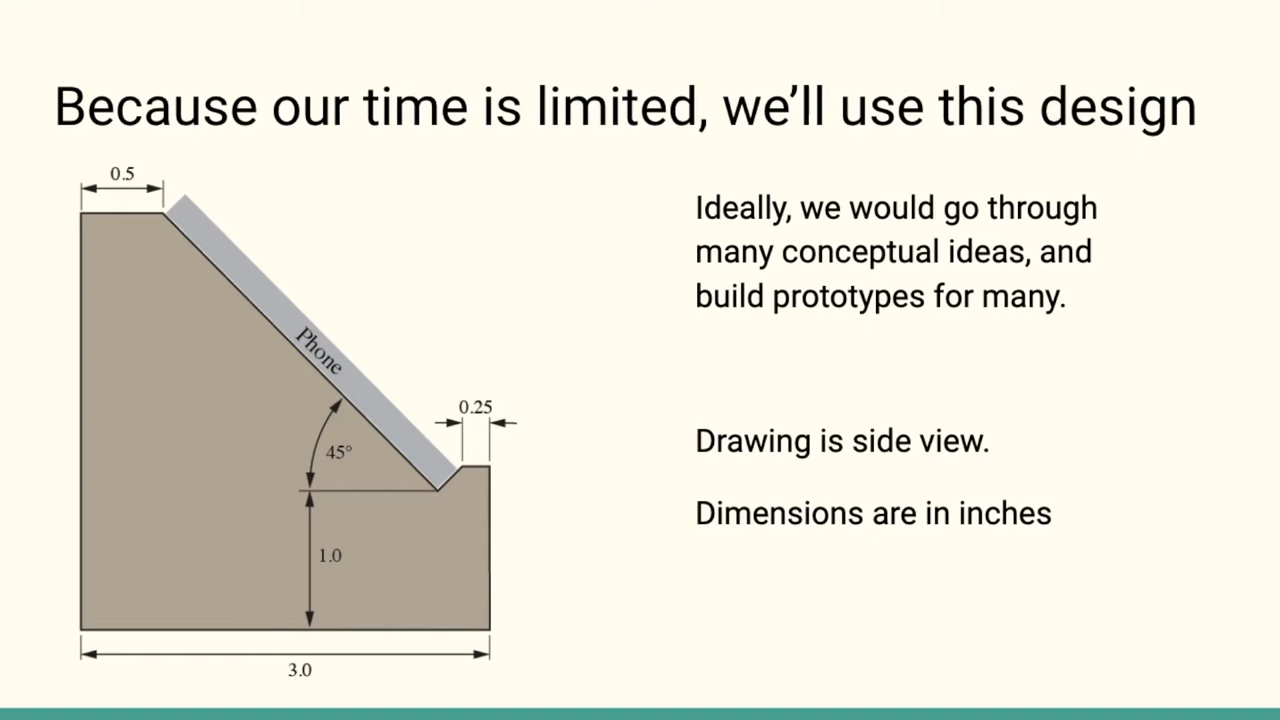 Because our time is limited, we’ll use this design
0.5
Phone
45°
0.25
1.0
3.0
Ideally, we would go through
many conceptual ideas, and
build prototypes for many.
Drawing is side view.
Dimensions are in inches